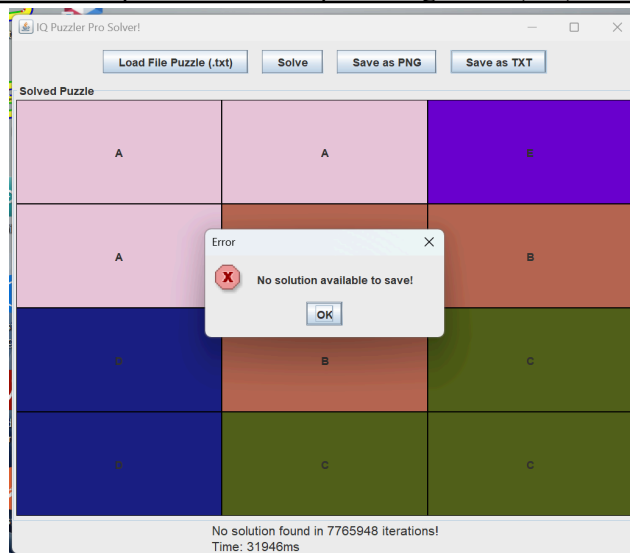 IQ Puzzler Pro Solver!
Load File Puzzle (.txt) Solve Save as PNG Save as TXT
Solved Puzzle
A A E
A B
Error
No solution available to save!
OK
D B C
D C C
No solution found in 7765948 iterations!
Time: 31946ms